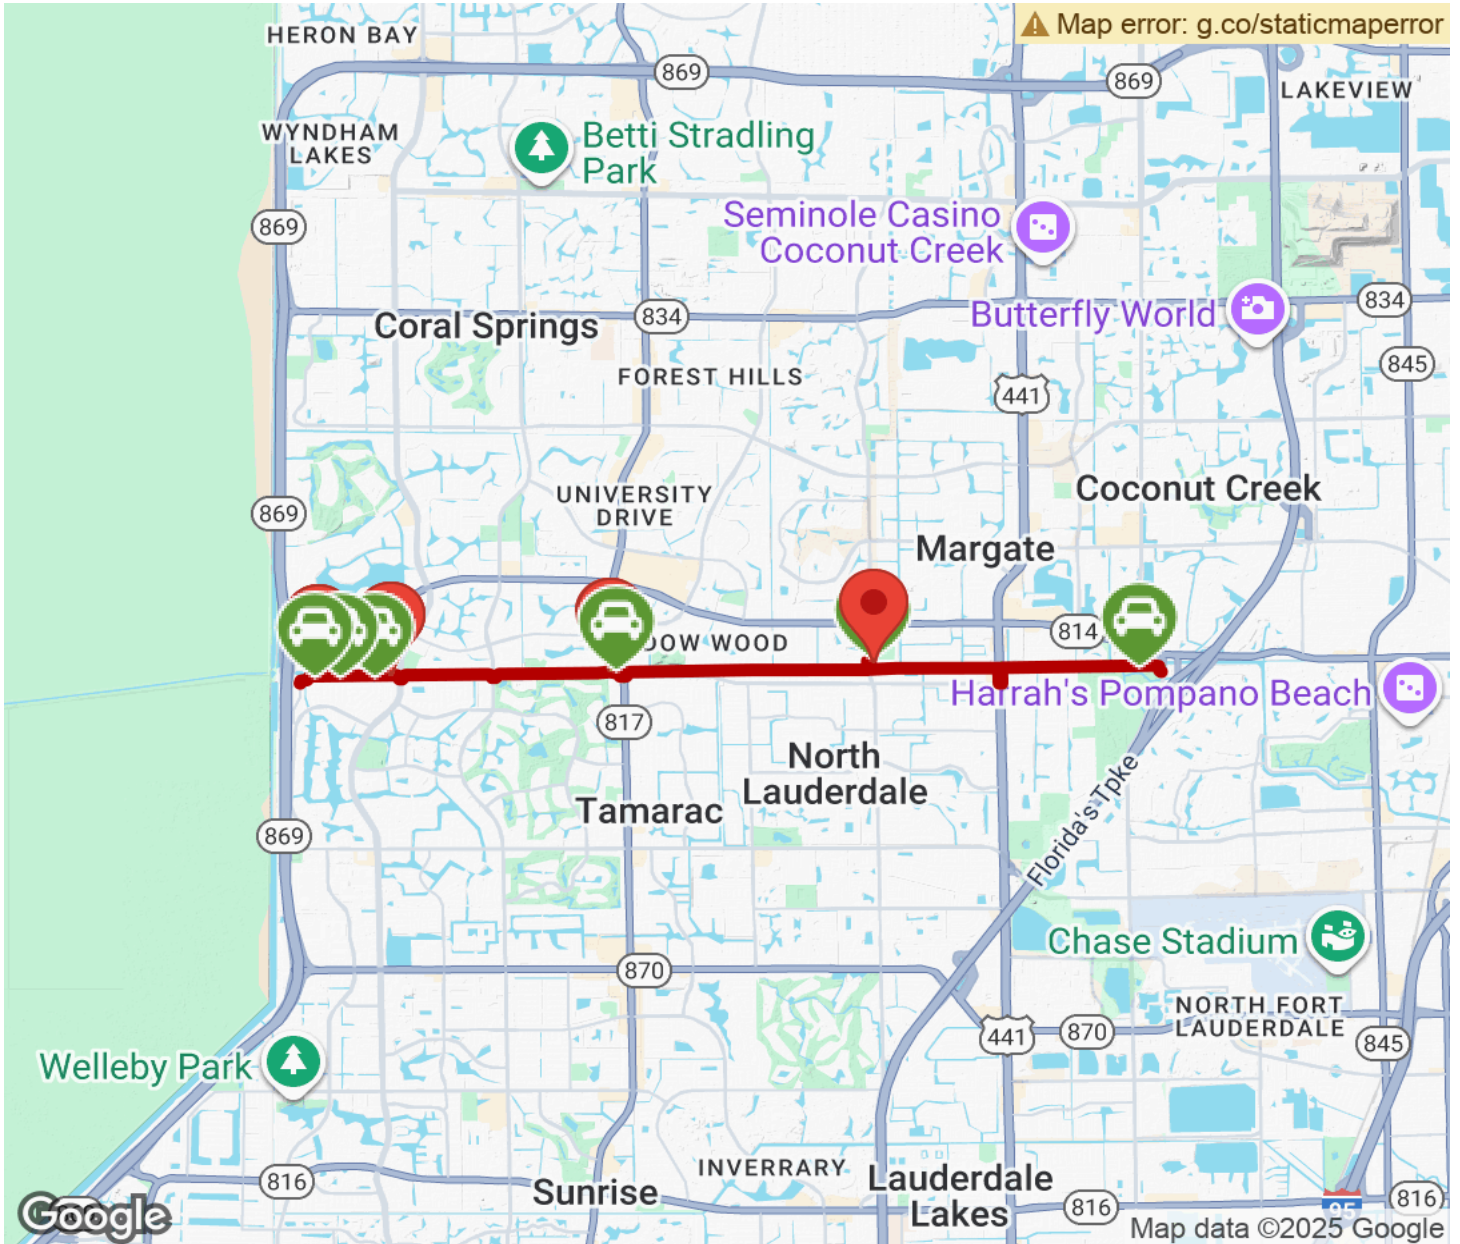 HERON BAY
Map error: g.co/staticmaperror
869
869
LAKEVIEW
WYNDHAM
LAKES
Betti Stradling
Park
869
Seminole Casino
Coconut Creek
834
Butterfly World
834
Coral Springs
845
FOREST HILLS
441
UNIVERSITY
DRIVE
Coconut Creek
869
Margate
814
DOW WOOD
Harrah's Pompano Beach
817
North
Lauderdale
Tamarac
869
Florida's Tpke
Chase Stadium
870
NORTH FORT
LAUDERDALE
441
870
845
Welleby Park
INVERRARY
Lauderdale
Lakes
816
Sunrise
816
95
816
Google
Map data ©2025 Google